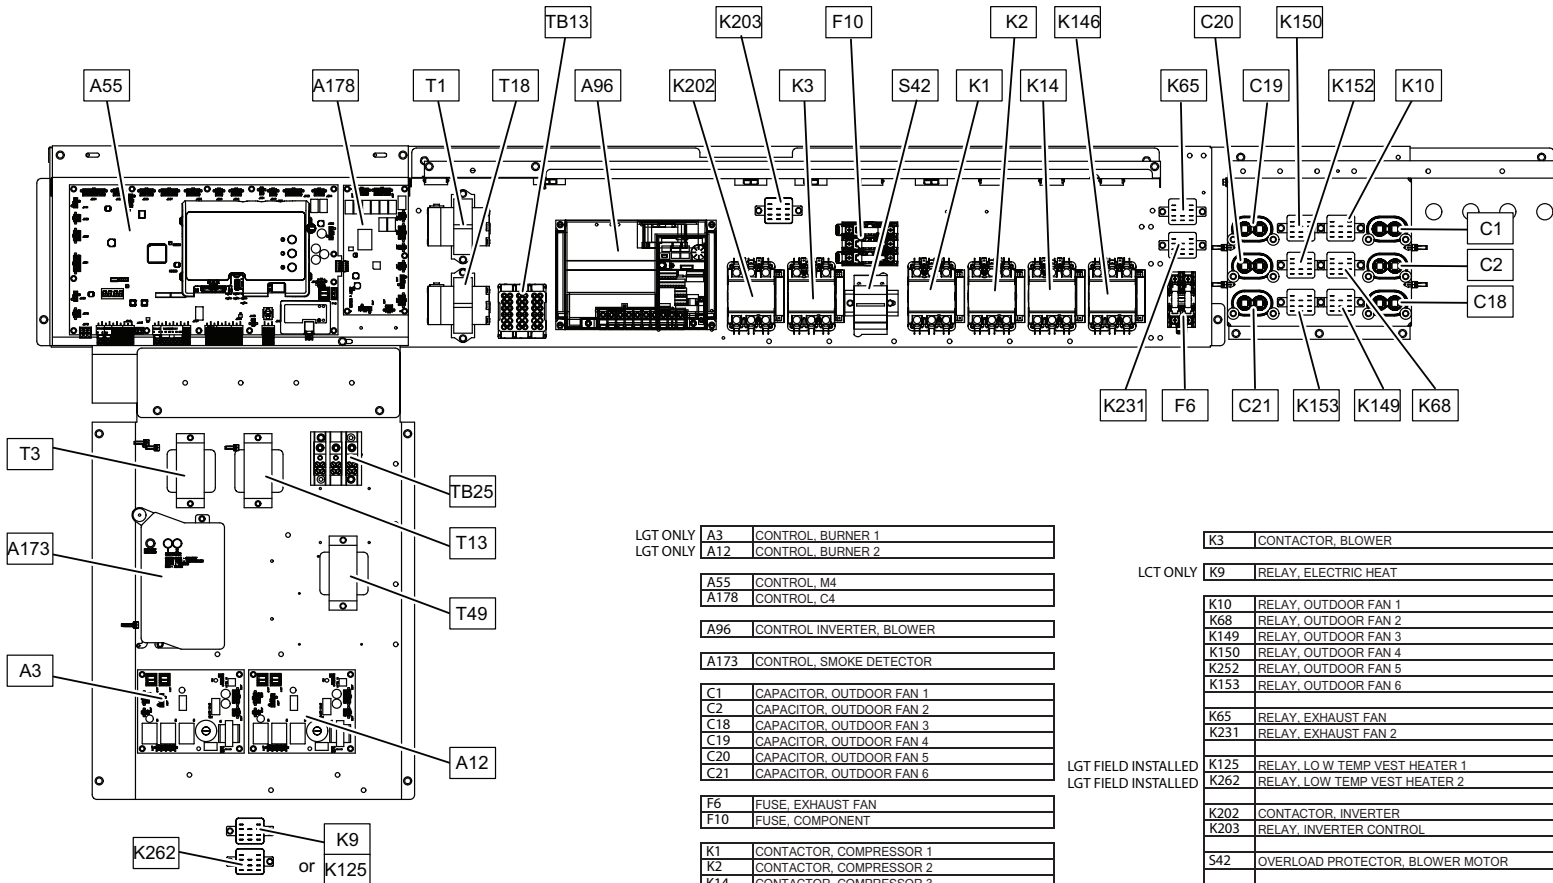 TB13
K203
F10
K2
K146
C20
K150
A55
A178
T1
T18
A96
K202
K3
S42
K1
K14
K65
C19
K152
K10
C1
C2
C18
K231
F6
C21
K153
K149
K68
T3
TB25
A173
T13
T49
A3
A12
K262
K9
or
K125
LGT ONLY A3 CONTROL, BURNER 1
LGT ONLY A12 CONTROL, BURNER 2
A55 CONTROL, M4
A178 CONTROL, C4
A96 CONTROL INVERTER, BLOWER
A173 CONTROL, SMOKE DETECTOR
C1 CAPACITOR, OUTDOOR FAN 1
C2 CAPACITOR, OUTDOOR FAN 2
C18 CAPACITOR, OUTDOOR FAN 3
C19 CAPACITOR, OUTDOOR FAN 4
C20 CAPACITOR, OUTDOOR FAN 5
C21 CAPACITOR, OUTDOOR FAN 6
F6 FUSE, EXHAUST FAN
F10 FUSE, COMPONENT
K1 CONTACTOR, COMPRESSOR 1
K2 CONTACTOR, COMPRESSOR 2
K14 CONTACTOR, COMPRESSOR 3
K3 CONTACTOR, BLOWER
LCT ONLY K9 RELAY, ELECTRIC HEAT
K10 RELAY, OUTDOOR FAN 1
K68 RELAY, OUTDOOR FAN 2
K149 RELAY, OUTDOOR FAN 3
K150 RELAY, OUTDOOR FAN 4
K252 RELAY, OUTDOOR FAN 5
K153 RELAY, OUTDOOR FAN 6
K65 RELAY, EXHAUST FAN
K231 RELAY, EXHAUST FAN 2
LGT FIELD INSTALLED K125 RELAY, LO W TEMP VEST HEATER 1
LGT FIELD INSTALLED K262 RELAY, LOW TEMP VEST HEATER 2
K202 CONTACTOR, INVERTER
K203 RELAY, INVERTER CONTROL
S42 OVERLOAD PROTECTOR, BLOWER MOTOR